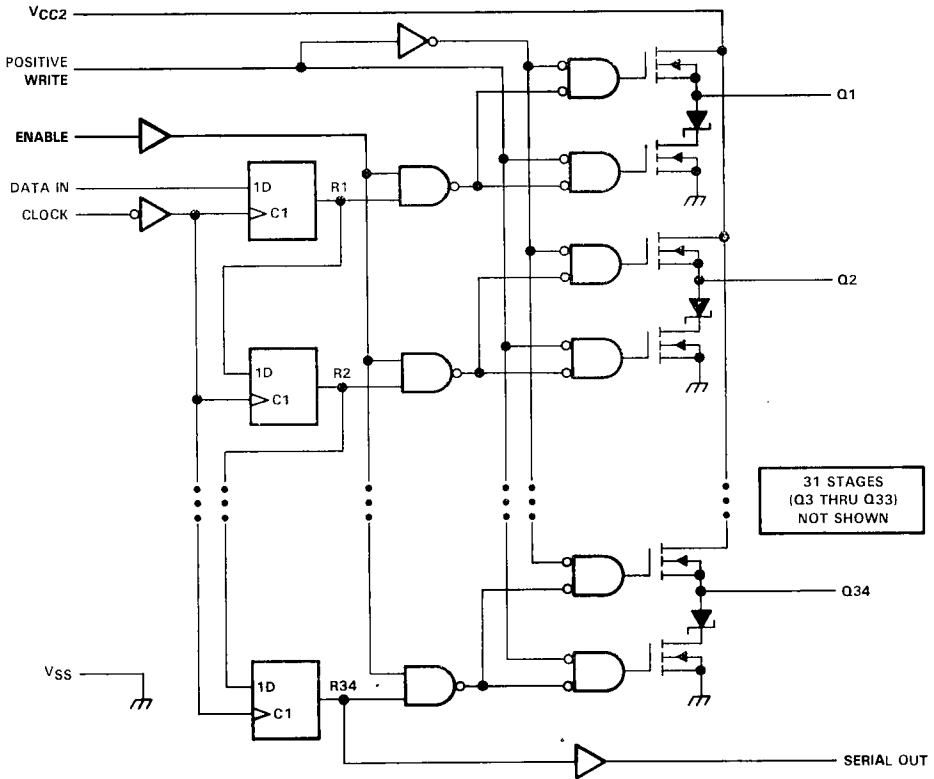 VCC2
POSITIVE
WRITE
Q1
ENABLE
DATA IN
1D
R1
CLOCK
C1
Q2
1D
R2
C1
31 STAGES
(Q3 THRU Q33)
NOT SHOWN
Q34
VSS
1D
R34
C1
SERIAL OUT